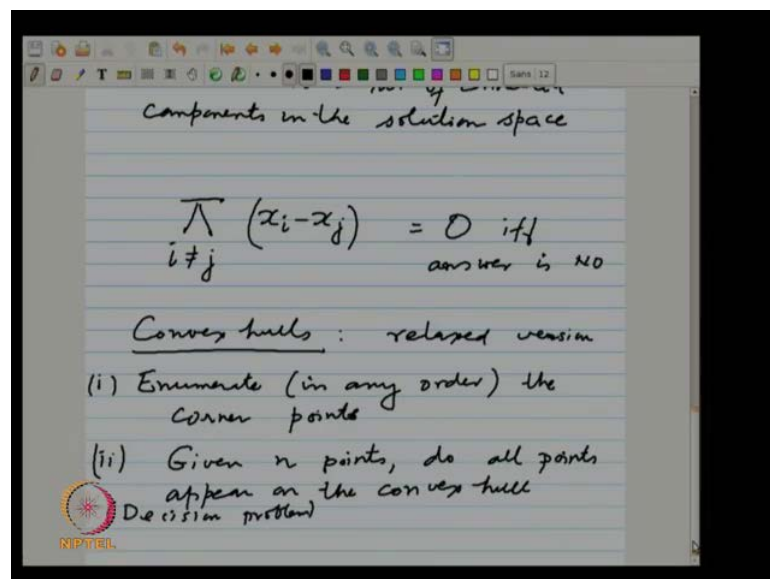 Sans 12
components in the solution space
∏ (xi - xj) = 0 iff
i ≠ j answer is NO
Convex hulls : relaxed version
(i) Enumerate (in any order) the
corner points
(ii) Given n points, do all points
appear on the convex hull
Decision problem)
NPTEL